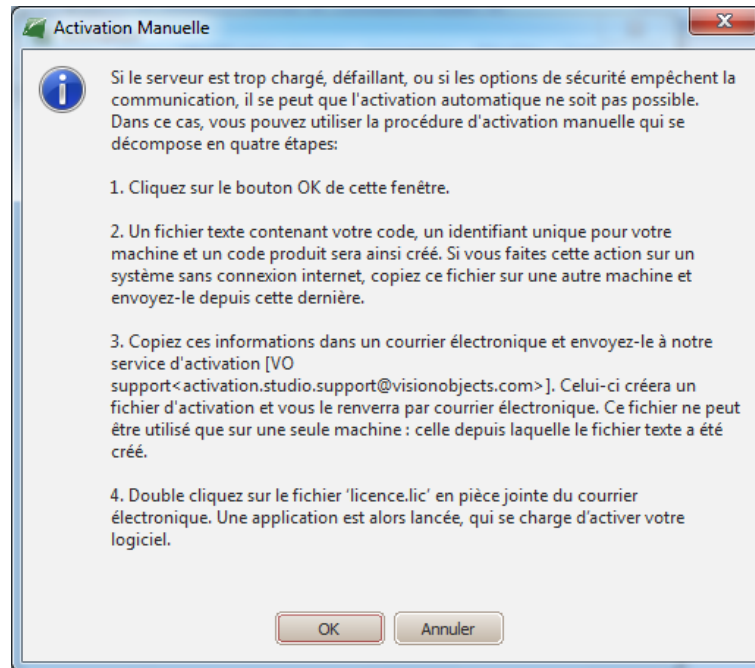 Activation Manuelle
Si le serveur est trop chargé, défaillant, ou si les options de sécurité empêchent la
communication, il se peut que l'activation automatique ne soit pas possible.
Dans ce cas, vous pouvez utiliser la procédure d'activation manuelle qui se
décompose en quatre étapes:
1. Cliquez sur le bouton OK de cette fenêtre.
2. Un fichier texte contenant votre code, un identifiant unique pour votre
machine et un code produit sera ainsi créé. Si vous faites cette action sur un
système sans connexion internet, copiez ce fichier sur une autre machine et
envoyez-le depuis cette dernière.
3. Copiez ces informations dans un courrier électronique et envoyez-le à notre
service d'activation [VO
support<activation.studio.support@visionobjects.com>]. Celui-ci créera un
fichier d'activation et vous le renverra par courrier électronique. Ce fichier ne peut
être utilisé que sur une seule machine : celle depuis laquelle le fichier texte a été
créé.
4. Double cliquez sur le fichier ‘licence.lic’ en pièce jointe du courrier
électronique. Une application est alors lancée, qui se charge d’activer votre
logiciel.
OK
Annuler